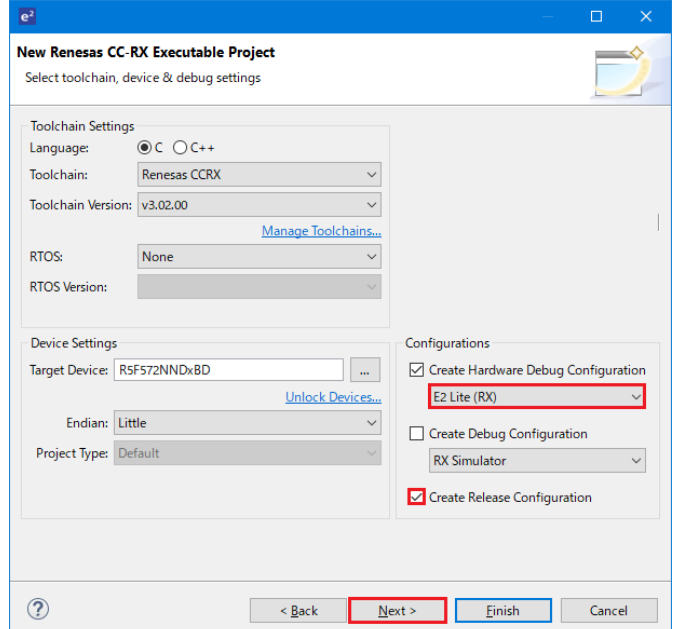 e²
New Renesas CC-RX Executable Project
Select toolchain, device & debug settings
Toolchain Settings
Language: C C++
Toolchain: Renesas CCRX
Toolchain Version: v3.02.00
Manage Toolchains...
RTOS: None
RTOS Version:
Device Settings
Target Device: R5F572NNDxBD ...
Unlock Devices...
Endian: Little
Project Type: Default
Configurations
Create Hardware Debug Configuration
E2 Lite (RX)
Create Debug Configuration
RX Simulator
Create Release Configuration
? < Back Next > Finish Cancel